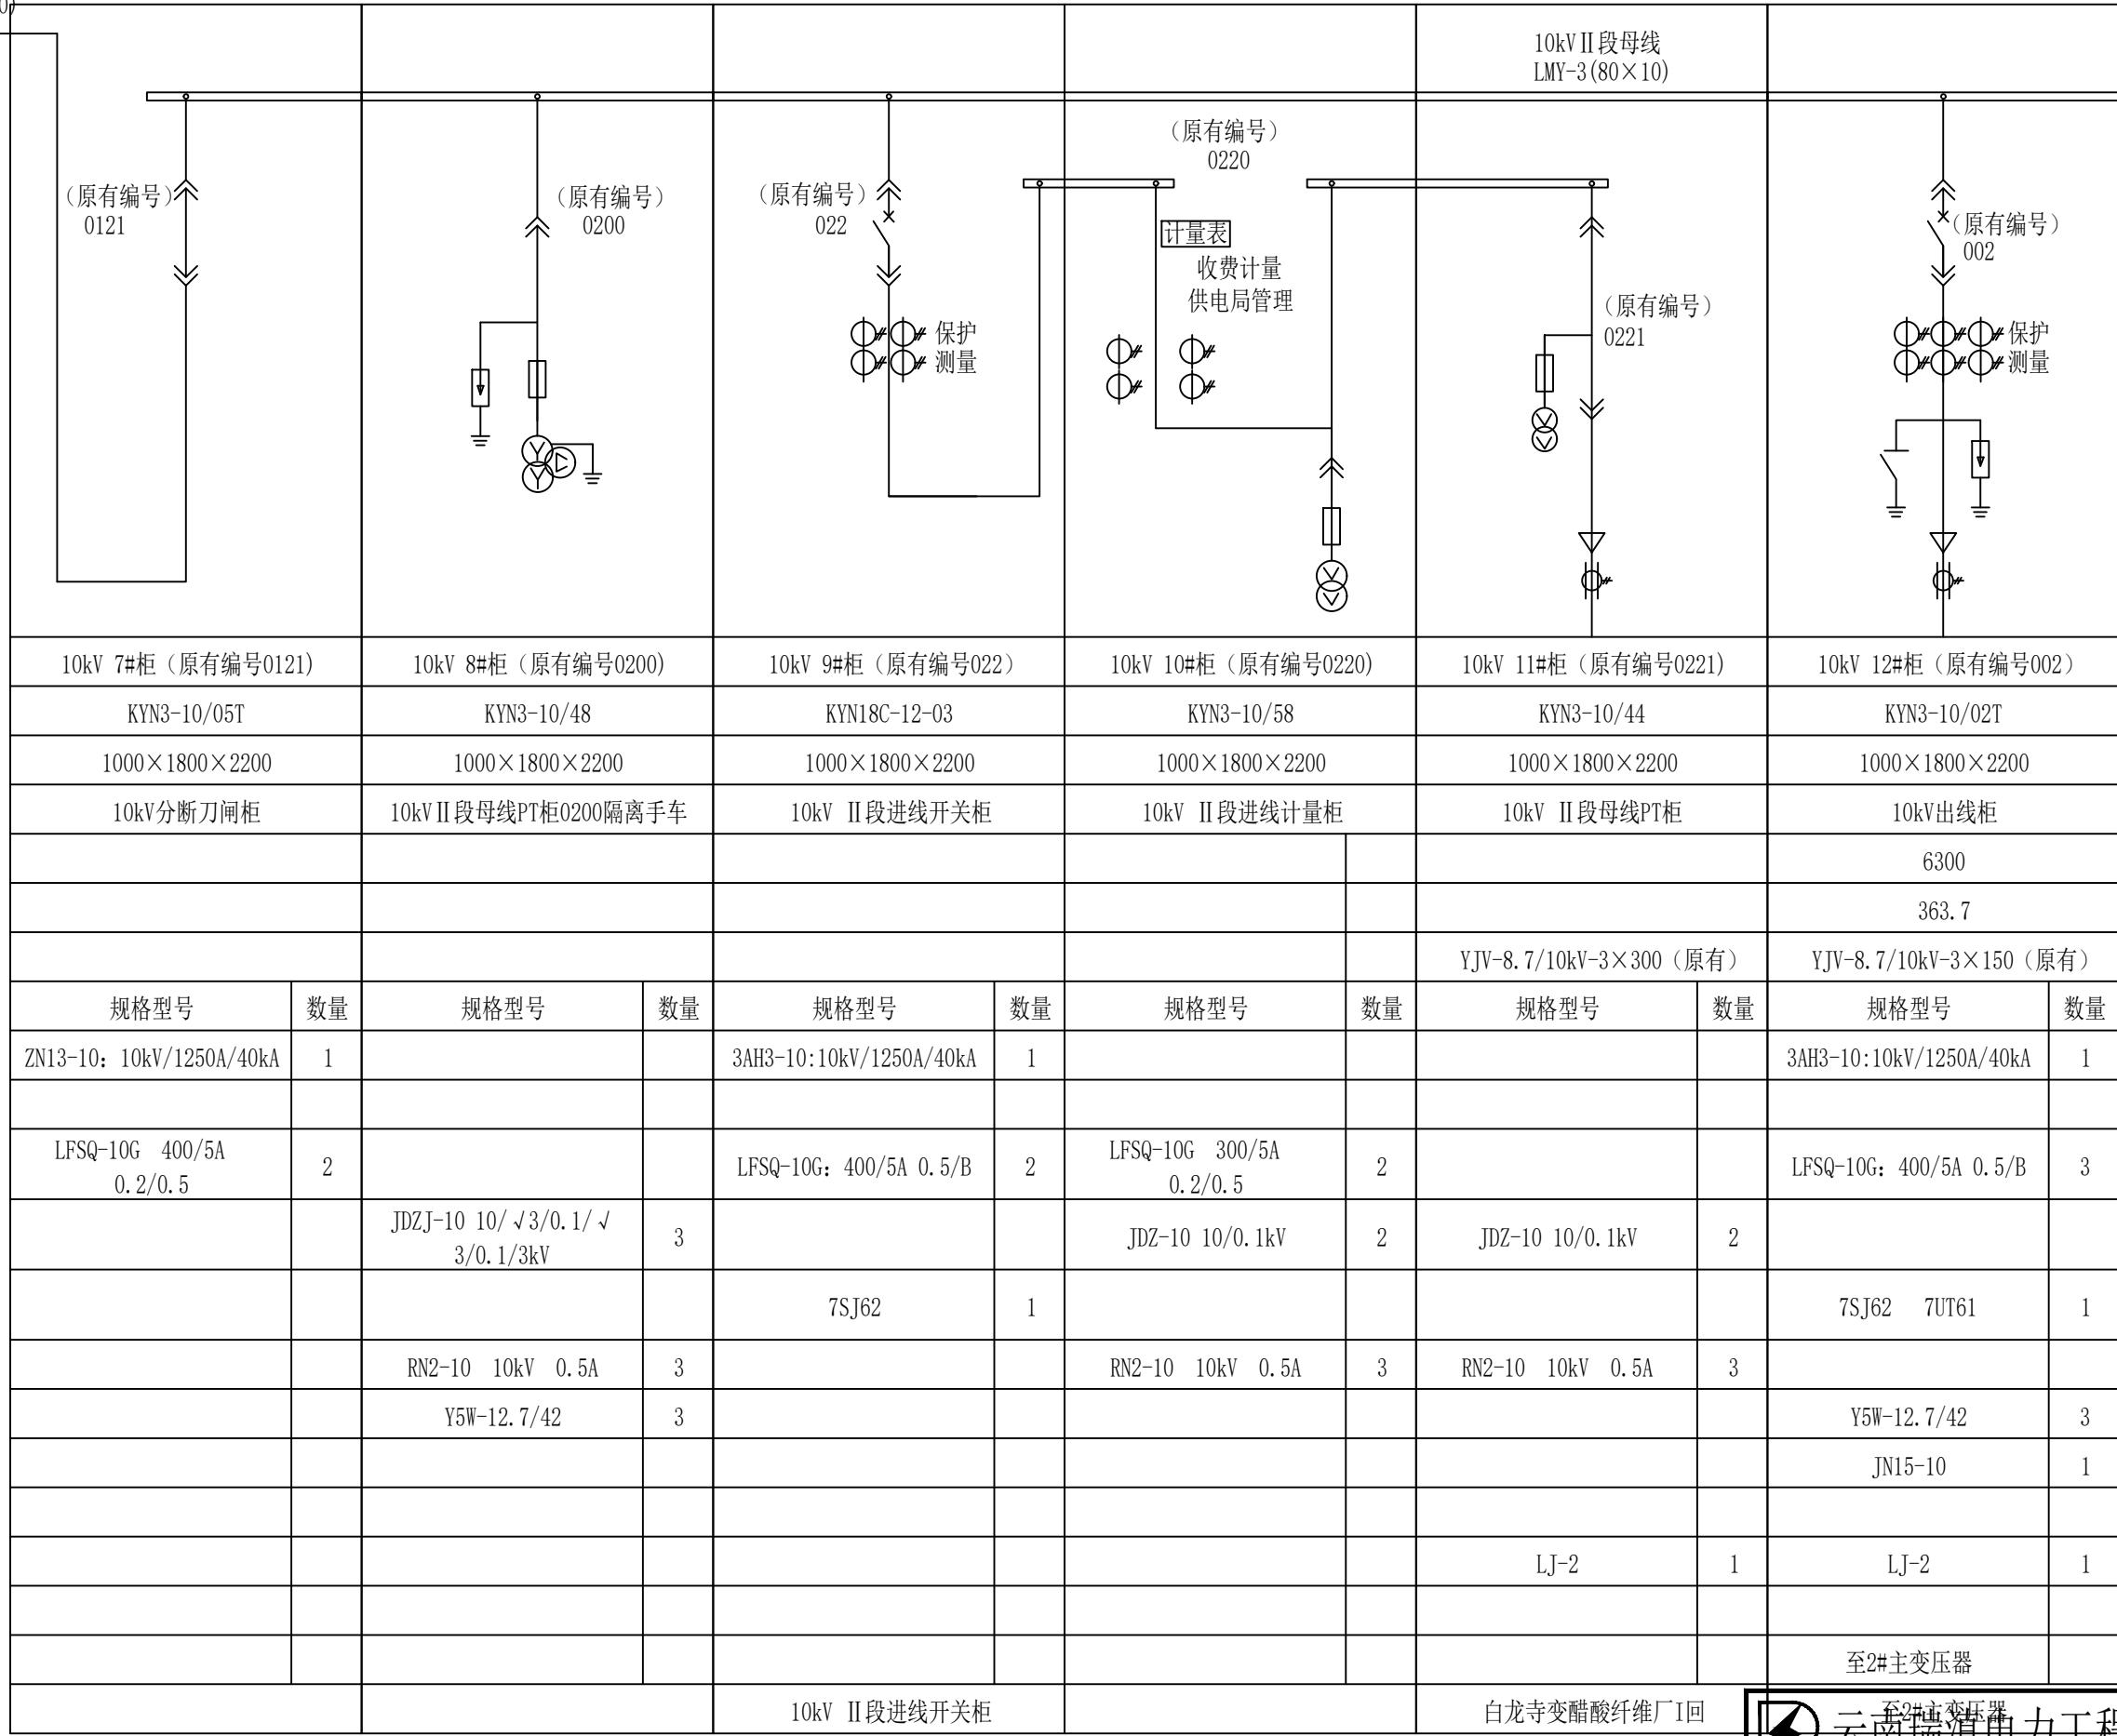 10kVⅡ段母线
LMY-3(80×10)
(原有编号)
0121
(原有编号)
0200
(原有编号)
022
(原有编号)
0220
计量表
收费计量
供电局管理
保护
测量
(原有编号)
0221
(原有编号)
002
保护
测量
10kV 7#柜（原有编号0121) 10kV 8#柜（原有编号0200) 10kV 9#柜（原有编号022） 10kV 10#柜（原有编号0220) 10kV 11#柜（原有编号0221) 10kV 12#柜（原有编号002）
KYN3-10/05T KYN3-10/48 KYN18C-12-03 KYN3-10/58 KYN3-10/44 KYN3-10/02T
1000×1800×2200 1000×1800×2200 1000×1800×2200 1000×1800×2200 1000×1800×2200 1000×1800×2200
10kV分断刀闸柜 10kVⅡ段母线PT柜0200隔离手车 10kV Ⅱ段进线开关柜 10kV Ⅱ段进线计量柜 10kV Ⅱ段母线PT柜 10kV出线柜
6300
363.7
YJV-8.7/10kV-3×300（原有） YJV-8.7/10kV-3×150（原有）
规格型号 数量 规格型号 数量 规格型号 数量 规格型号 数量 规格型号 数量 规格型号 数量
ZN13-10：10kV/1250A/40kA 1 3AH3-10:10kV/1250A/40kA 1 3AH3-10:10kV/1250A/40kA 1
LFSQ-10G 400/5A
0.2/0.5
2 LFSQ-10G：400/5A 0.5/B 2
LFSQ-10G 300/5A
0.2/0.5
2 LFSQ-10G：400/5A 0.5/B 3
JDZJ-10 10/√3/0.1/√
3/0.1/3kV
3 JDZ-10 10/0.1kV 2 JDZ-10 10/0.1kV 2
7SJ62 1 7SJ62 7UT61 1
RN2-10 10kV 0.5A 3 RN2-10 10kV 0.5A 3 RN2-10 10kV 0.5A 3
Y5W-12.7/42 3 Y5W-12.7/42 3
JN15-10 1
LJ-2 1 LJ-2 1
至2#主变压器
10kV Ⅱ段进线开关柜 白龙寺变醋酸纤维厂I回 至2#主变压器